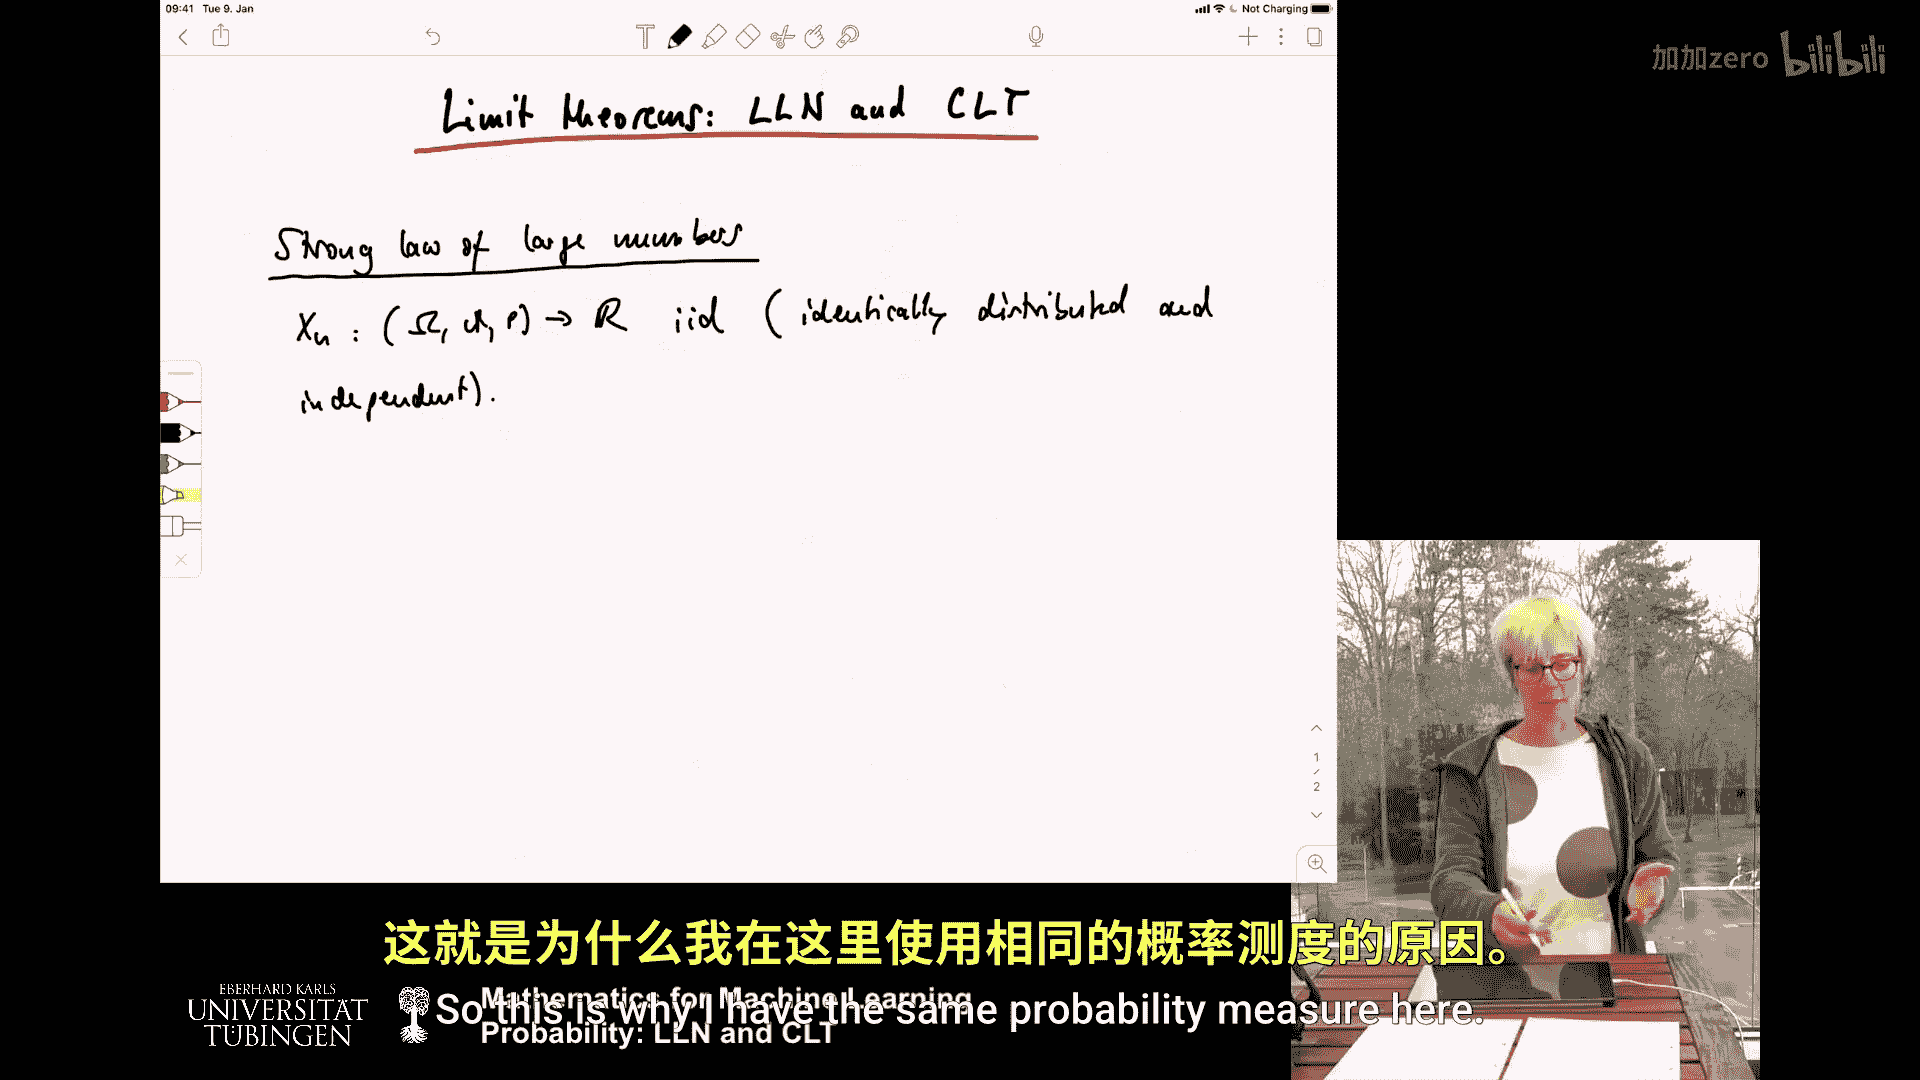 09:41 Tue 9. Jan
Not Charging
加加zero bilibili
Limit theorems: LLN and CLT
Strong law of large numbers
Xn : (Ω, 𝒜, P) → ℝ iid (identically distributed and
independent).
1
/
2
这就是为什么我在这里使用相同的概率测度的原因。
So this is why I have the same probability measure here.
EBERHARD KARLS
UNIVERSITÄT
TÜBINGEN
Mathematics for Machine Learning
Probability: LLN and CLT